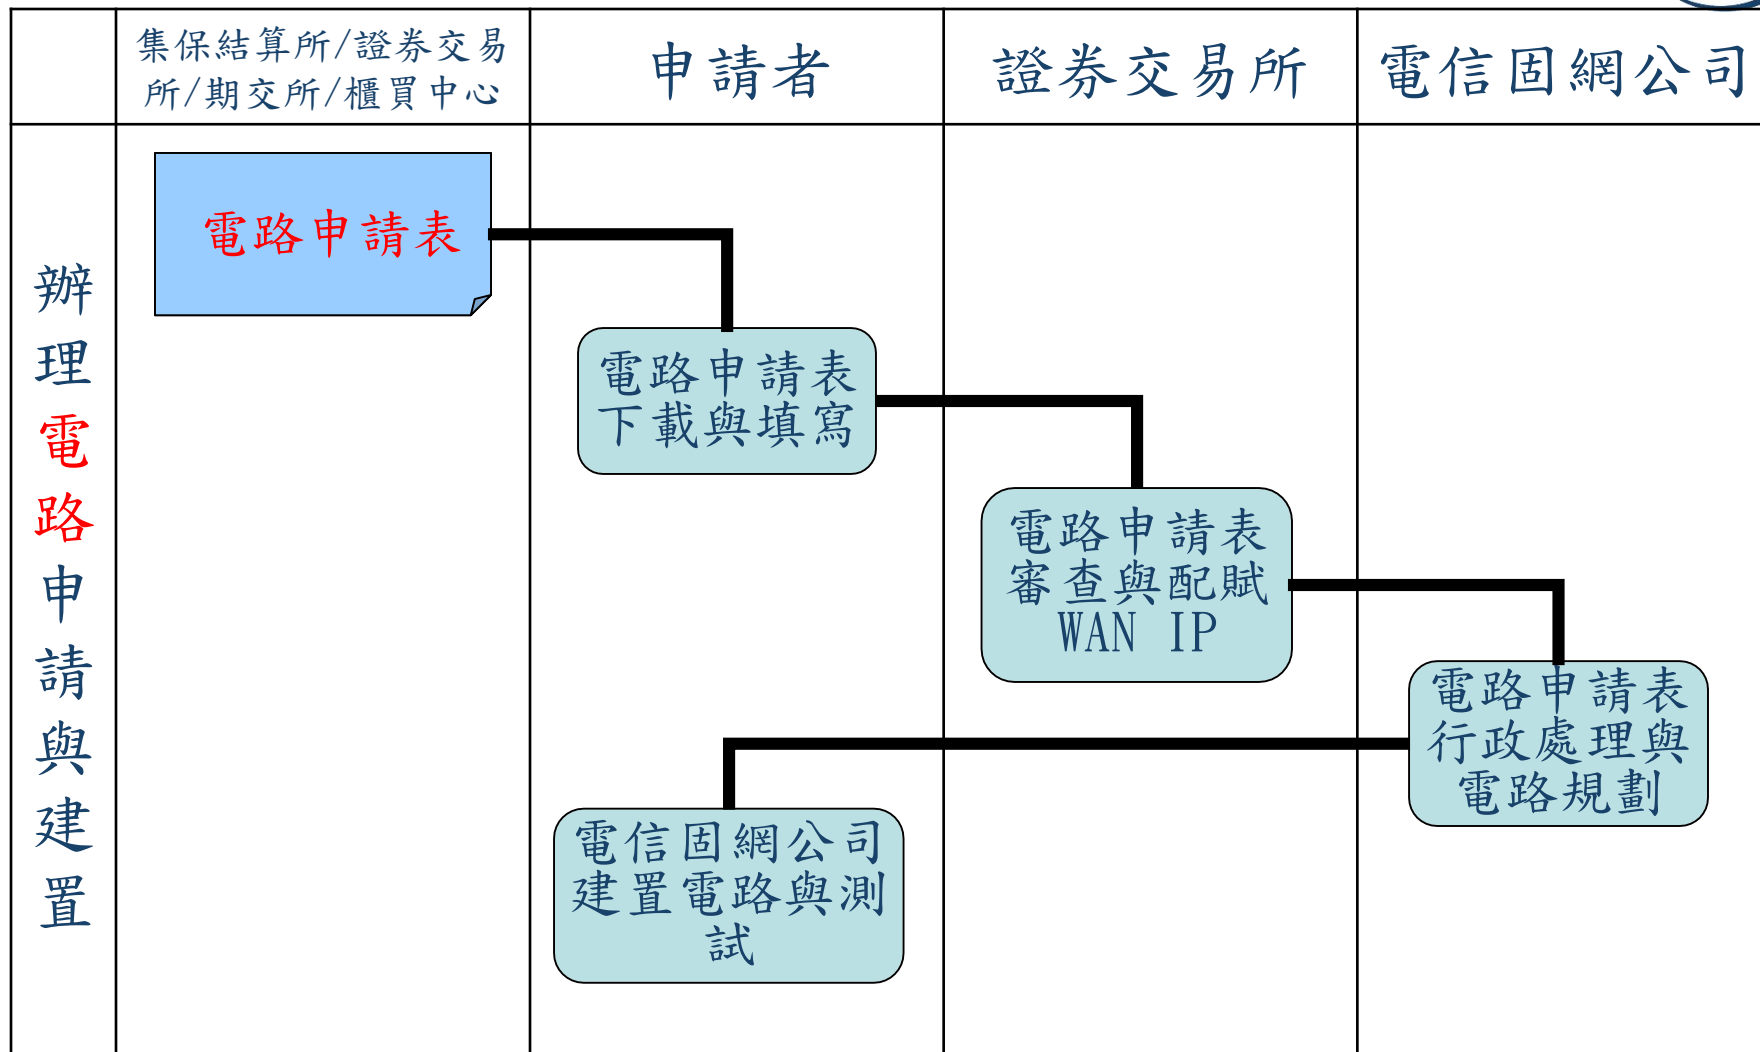 集保結算所/證券交易
所/期交所/櫃買中心
申請者
證券交易所
電信固網公司
辦理電路申請與建置
電路申請表
電路申請表
下載與填寫
電路申請表
審查與配賦
WAN IP
電路申請表
行政處理與
電路規劃
電信固網公司
建置電路與測
試